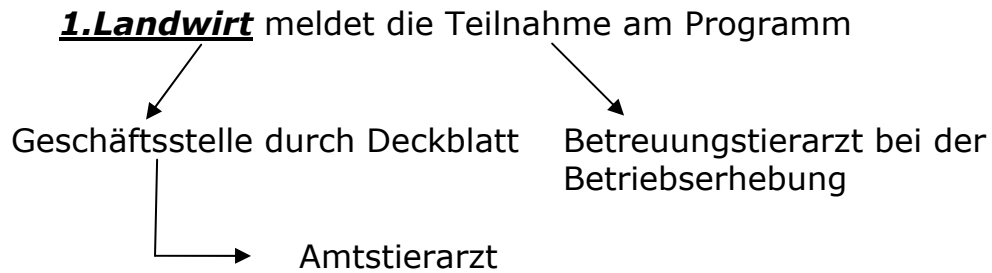 1.Landwirt meldet die Teilnahme am Programm
Geschäftsstelle durch Deckblatt
Betreuungstierarzt bei der
Betriebserhebung
Amtstierarzt